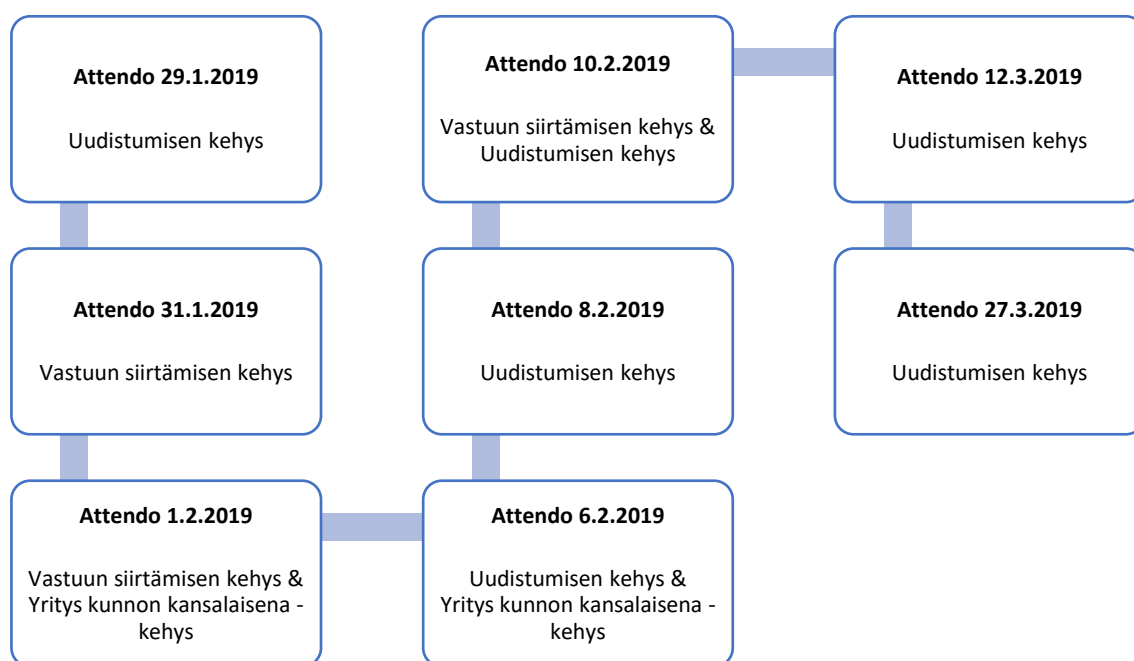 Attendo 29.1.2019
Uudistumisen kehys
Attendo 31.1.2019
Vastuun siirtämisen kehys
Attendo 1.2.2019
Vastuun siirtämisen kehys &
Yritys kunnon kansalaisena -
kehys
Attendo 6.2.2019
Uudistumisen kehys &
Yritys kunnon kansalaisena -
kehys
Attendo 8.2.2019
Uudistumisen kehys
Attendo 10.2.2019
Vastuun siirtämisen kehys &
Uudistumisen kehys
Attendo 12.3.2019
Uudistumisen kehys
Attendo 27.3.2019
Uudistumisen kehys